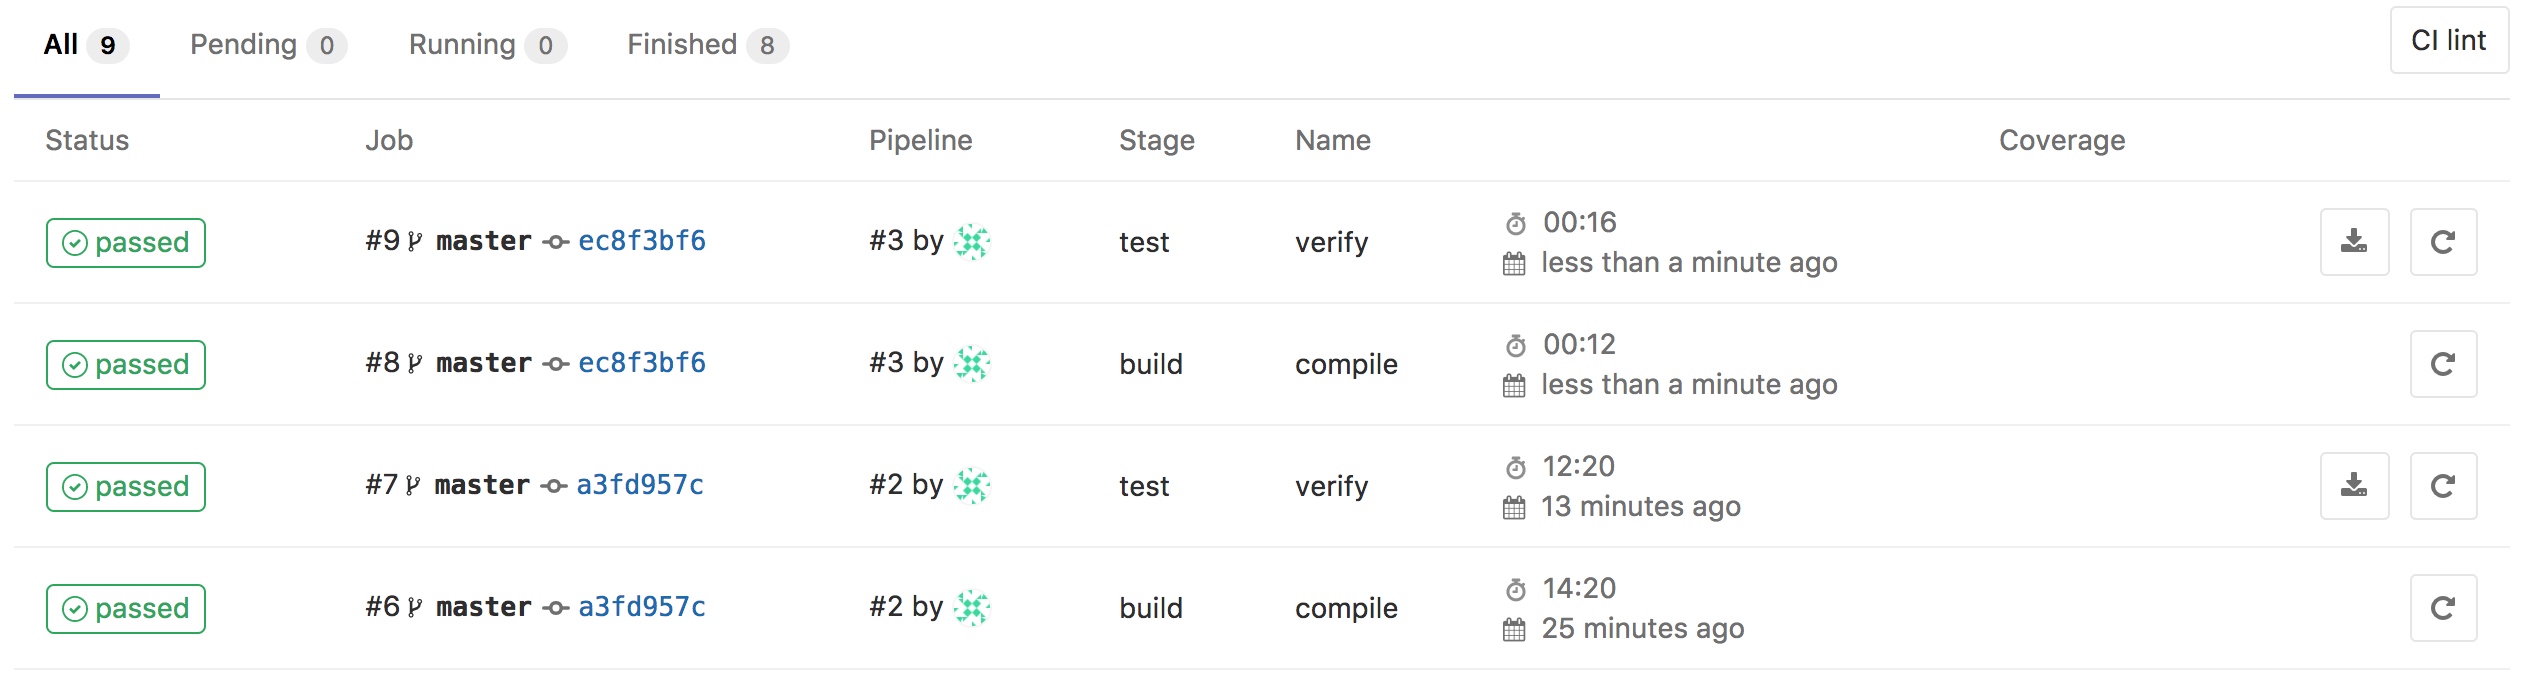 All 9 Pending 0 Running 0 Finished 8 CI lint
Status Job Pipeline Stage Name Coverage
passed #9 master ec8f3bf6 #3 by test verify 00:16
less than a minute ago
passed #8 master ec8f3bf6 #3 by build compile 00:12
less than a minute ago
passed #7 master a3fd957c #2 by test verify 12:20
13 minutes ago
passed #6 master a3fd957c #2 by build compile 14:20
25 minutes ago